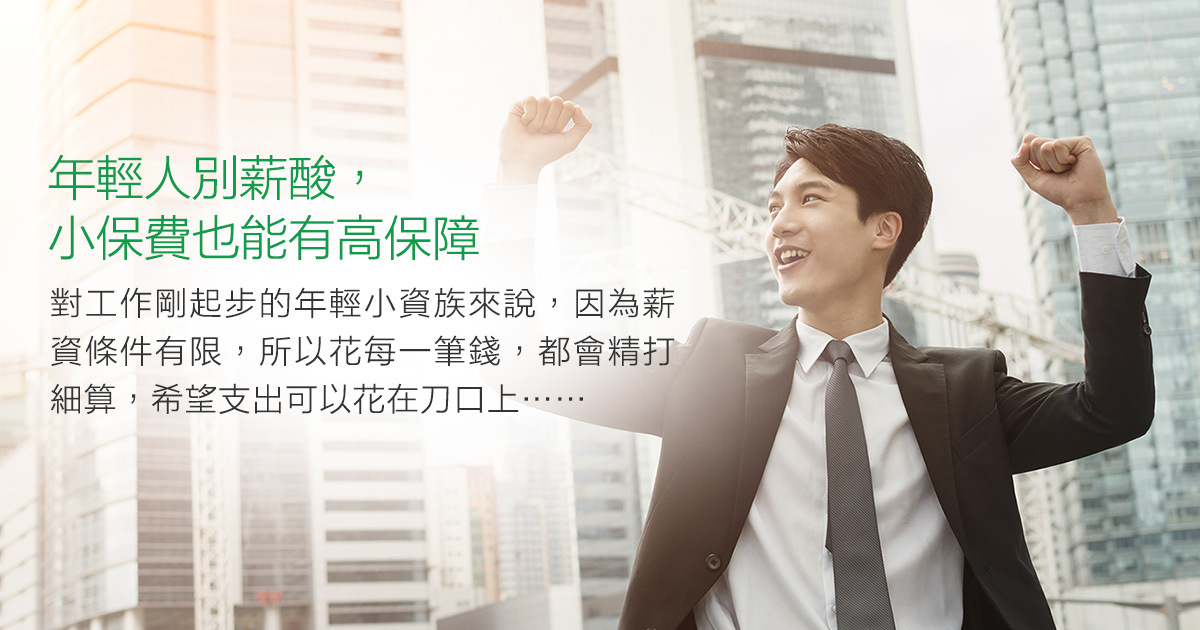 年輕人別薪酸，
小保費也能有高保障
對工作剛起步的年輕小資族來說，因為薪
資條件有限，所以花每一筆錢，都會精打
細算，希望支出可以花在刀口上⋯⋯